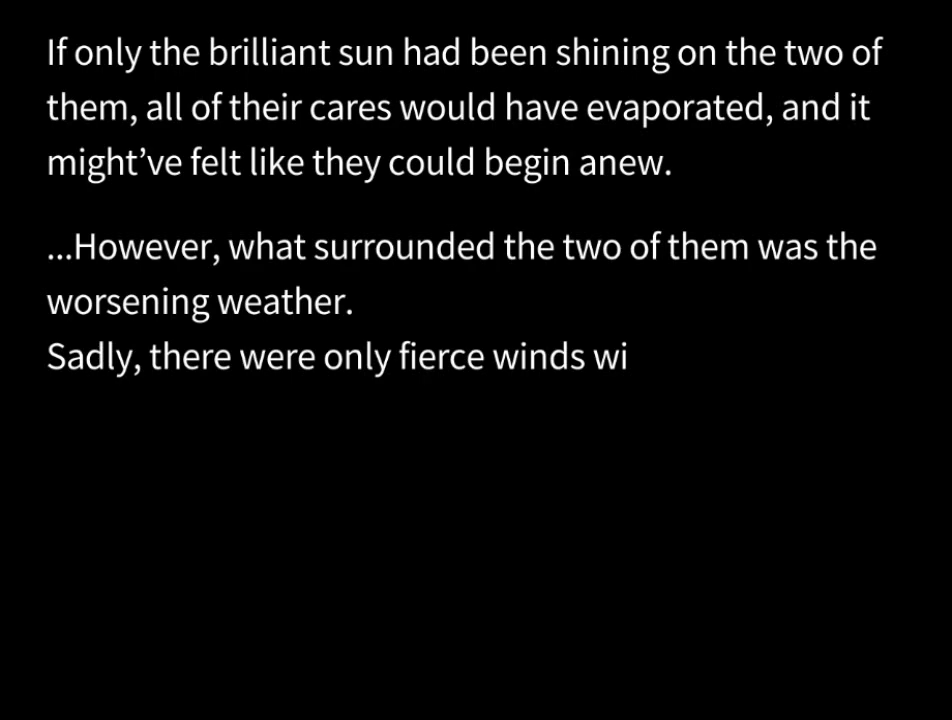 If only the brilliant sun had been shining on the two of
them, all of their cares would have evaporated, and it
might’ve felt like they could begin anew.
...However, what surrounded the two of them was the
worsening weather.
Sadly, there were only fierce winds wi